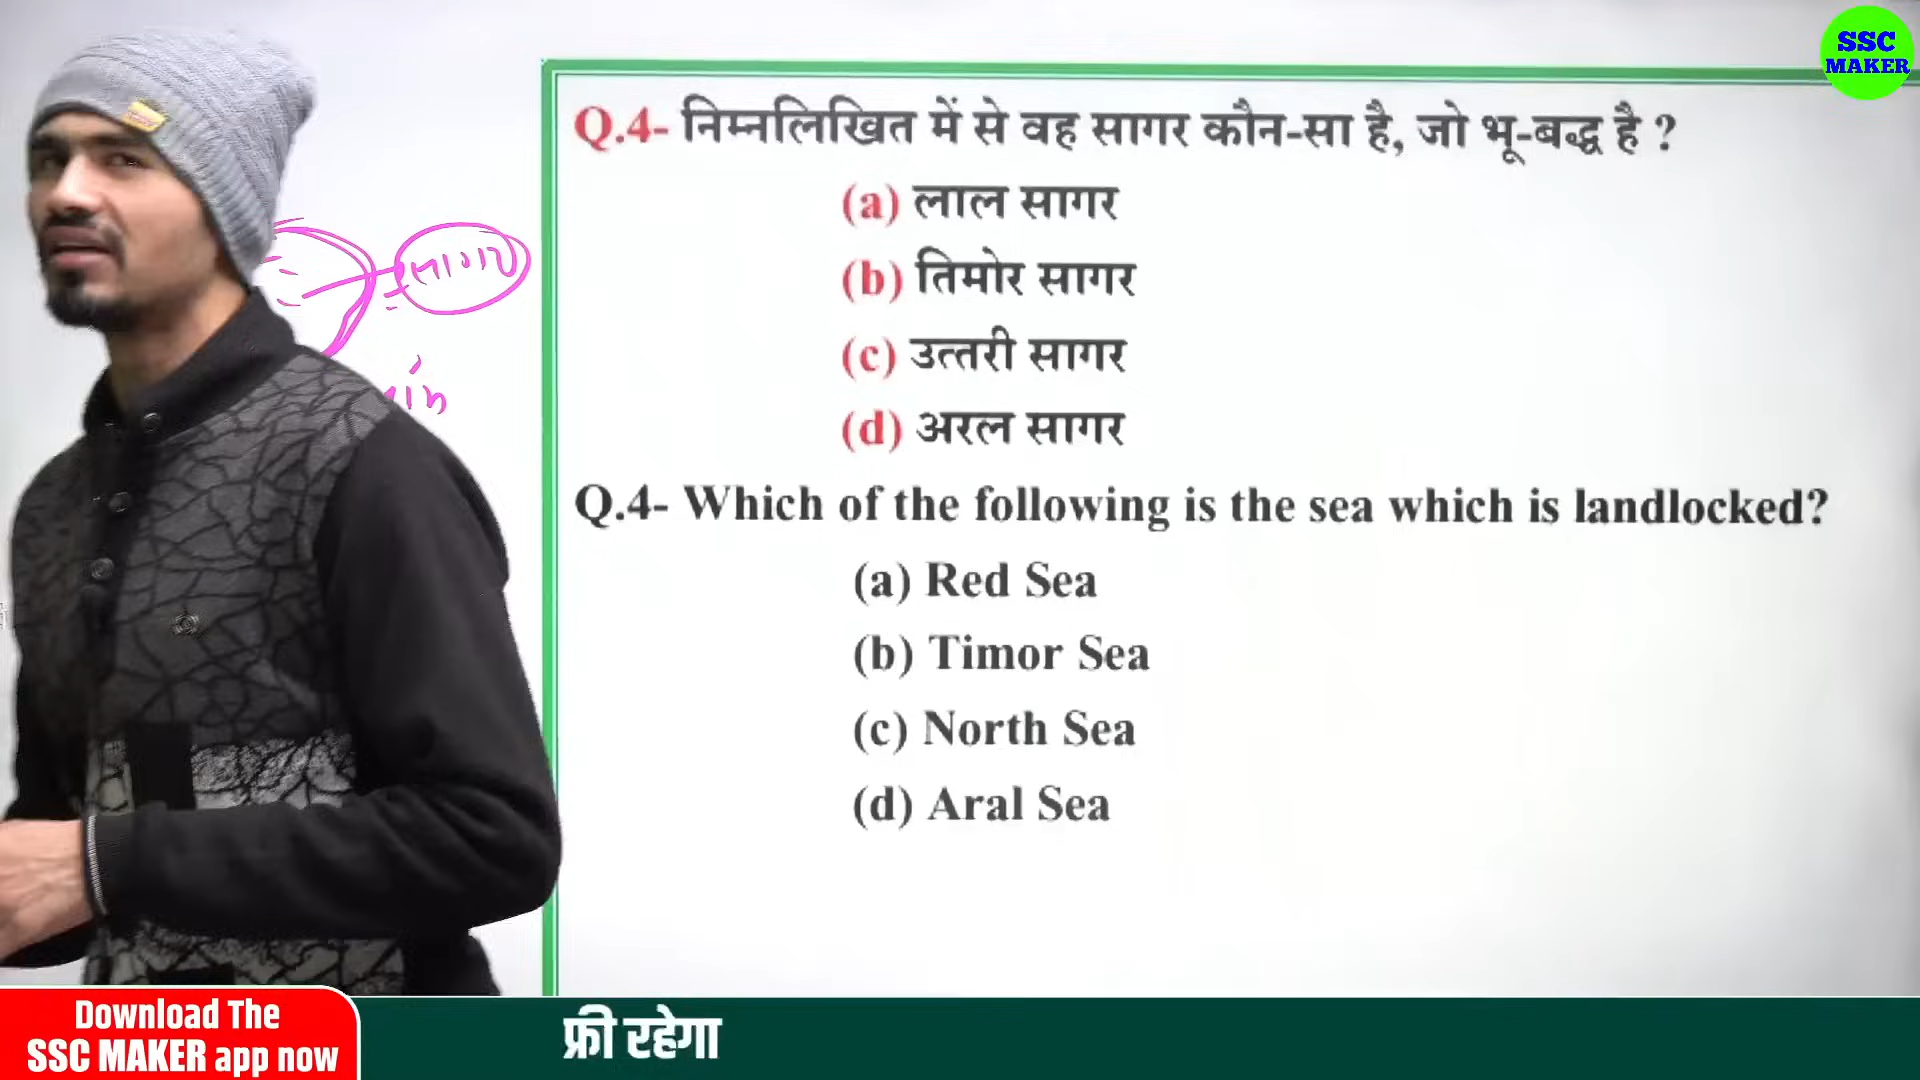 SSC
MAKER
Q.4- निम्नलिखित में से वह सागर कौन-सा है, जो भू-बद्ध है ?
(a) लाल सागर
(b) तिमोर सागर
(c) उत्तरी सागर
(d) अरल सागर
Q.4- Which of the following is the sea which is landlocked?
(a) Red Sea
(b) Timor Sea
(c) North Sea
(d) Aral Sea
Download The
SSC MAKER app now
फ्री रहेगा